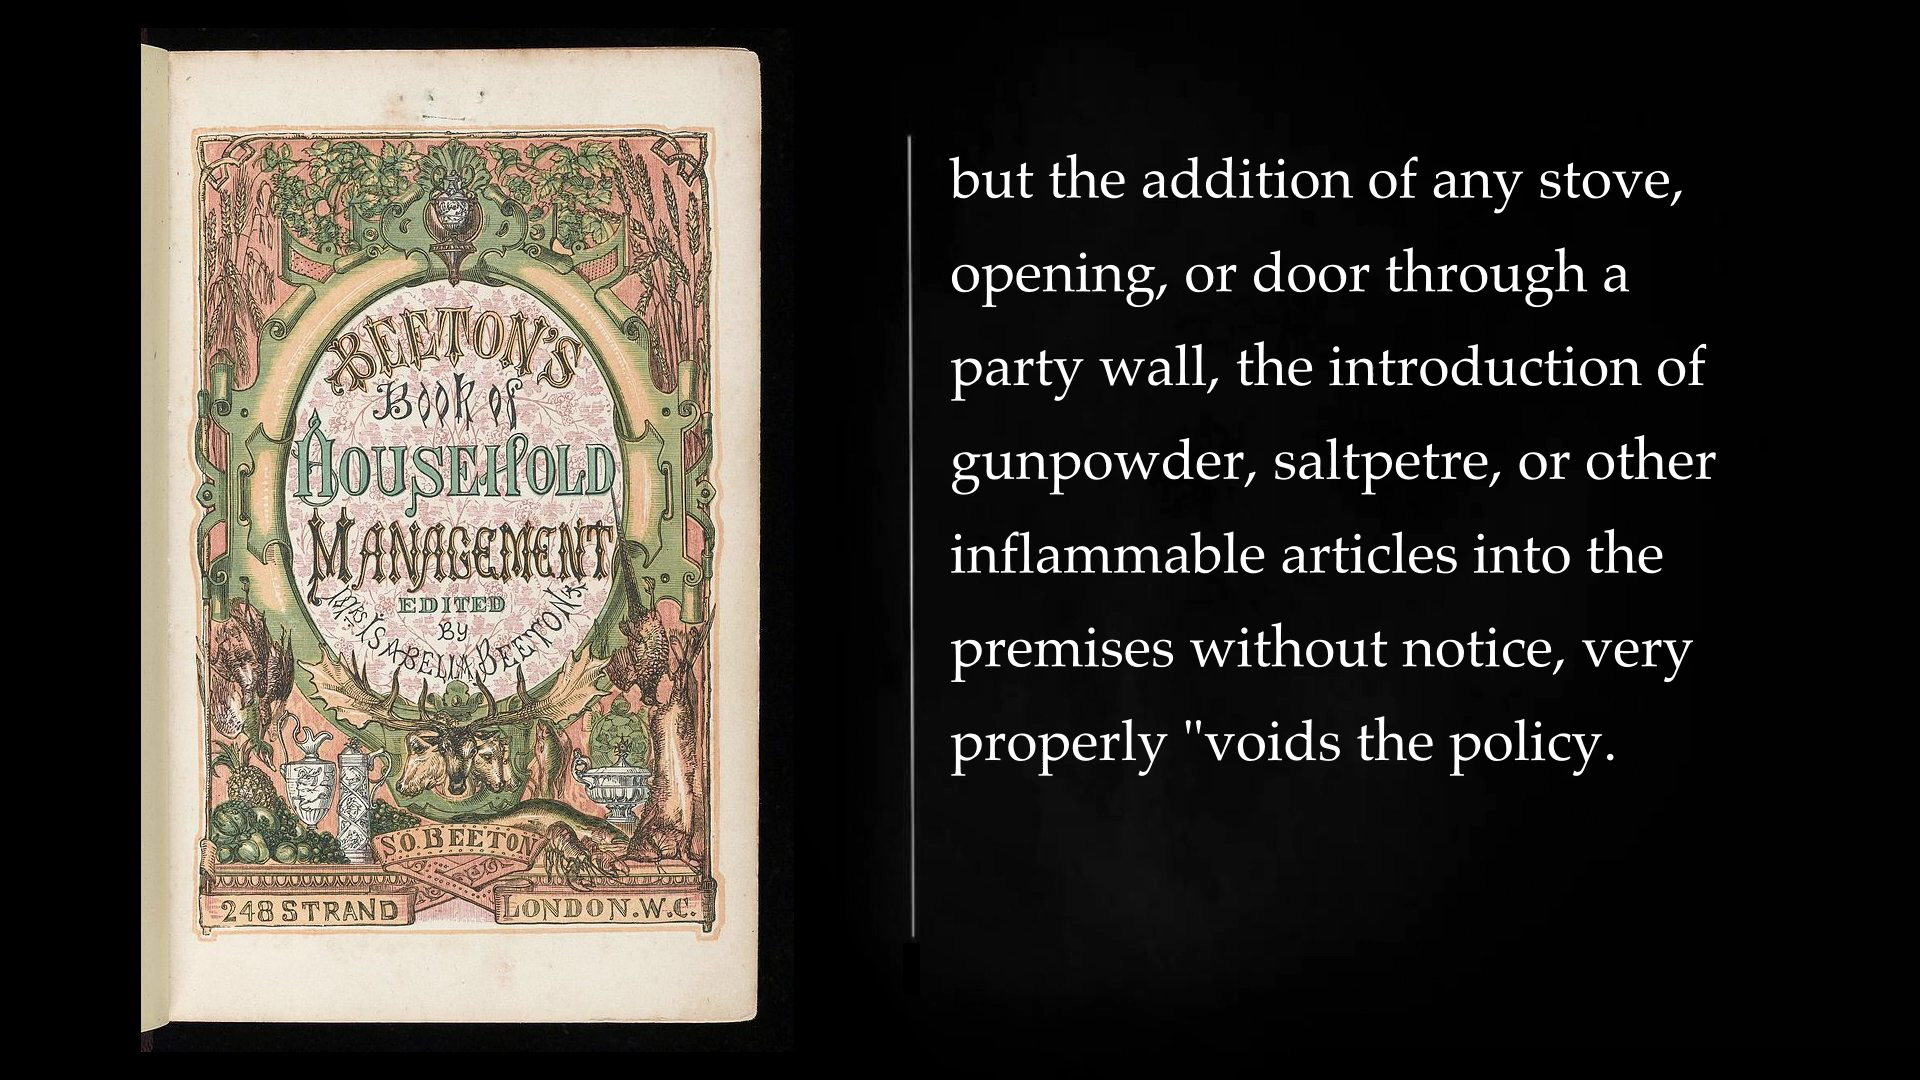 BEETON'S
Book of
HOUSEHOLD
MANAGEMENT
EDITED
BY
MRS ISABELLA BEETON
S.O. BEETON
248 STRAND
LONDON. W.C.
but the addition of any stove,
opening, or door through a
party wall, the introduction of
gunpowder, saltpetre, or other
inflammable articles into the
premises without notice, very
properly "voids the policy.